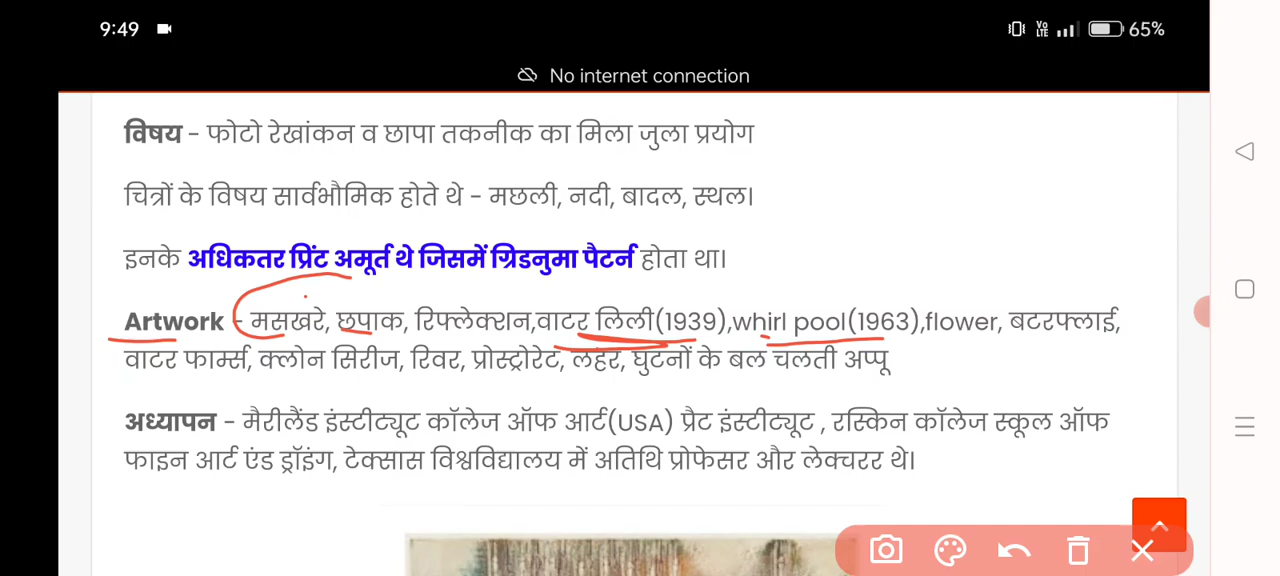 9:49 Vo LTE 65%
No internet connection
विषय - फोटो रेखांकन व छापा तकनीक का मिला जुला प्रयोग
चित्रों के विषय सार्वभौमिक होते थे - मछली, नदी, बादल, स्थल।
इनके अधिकतर प्रिंट अमूर्त थे जिसमें ग्रिडनुमा पैटर्न होता था।
Artwork - मसखरे, छपाक, रिफ्लेक्शन,वाटर लिली(1939),whirl pool(1963),flower, बटरफ्लाई,
वाटर फार्म्स, क्लोन सिरीज, रिवर, प्रोस्ट्रोरेट, लहर, घुटनों के बल चलती अप्पू
अध्यापन - मैरीलैंड इंस्टीट्यूट कॉलेज ऑफ आर्ट(USA) प्रैट इंस्टीट्यूट , रस्किन कॉलेज स्कूल ऑफ
फाइन आर्ट एंड ड्रॉइंग, टेक्सास विश्वविद्यालय में अतिथि प्रोफेसर और लेक्चरर थे।